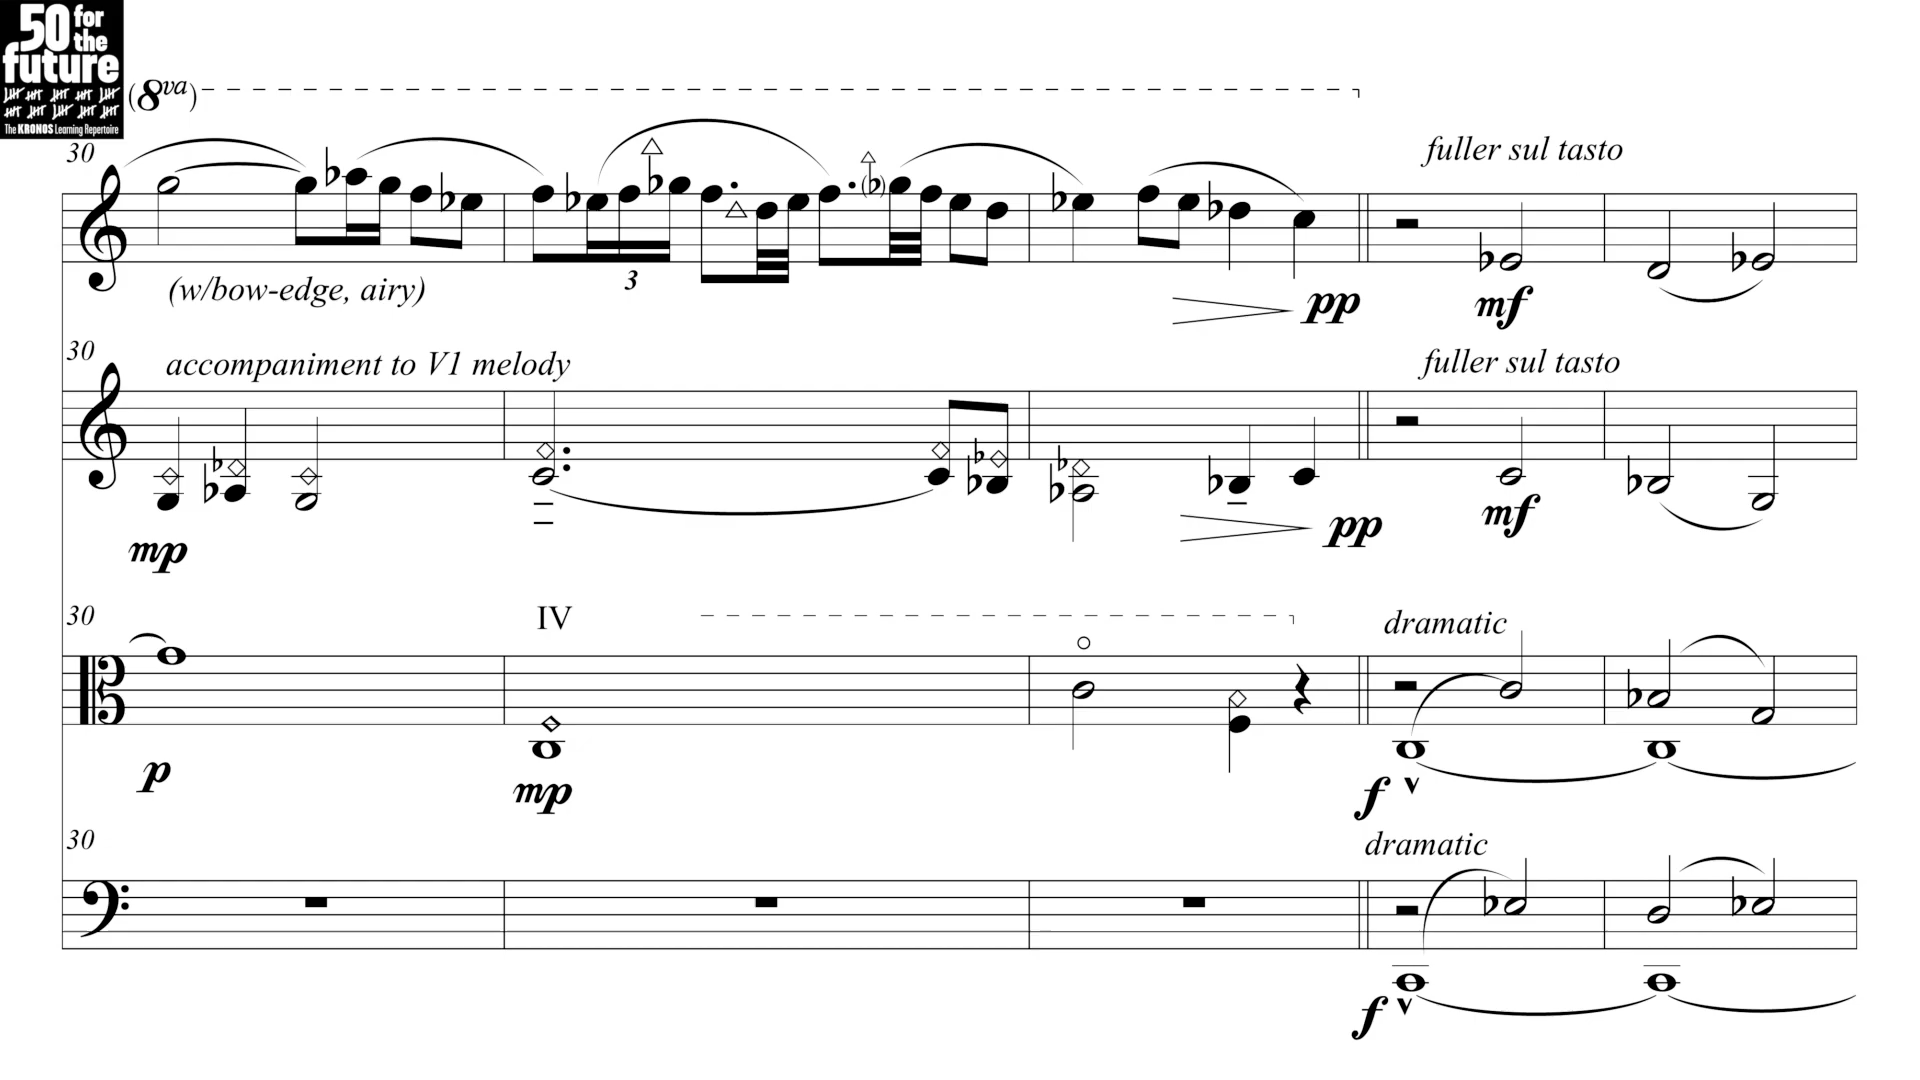 50 for
the
future
The KRONOS Learning Repertoire
(8va)
30
fuller sul tasto
3
(w/bow-edge, airy)
pp
mf
30
accompaniment to V1 melody
fuller sul tasto
mp
pp
mf
30
IV
dramatic
p
mp
f
30
dramatic
f